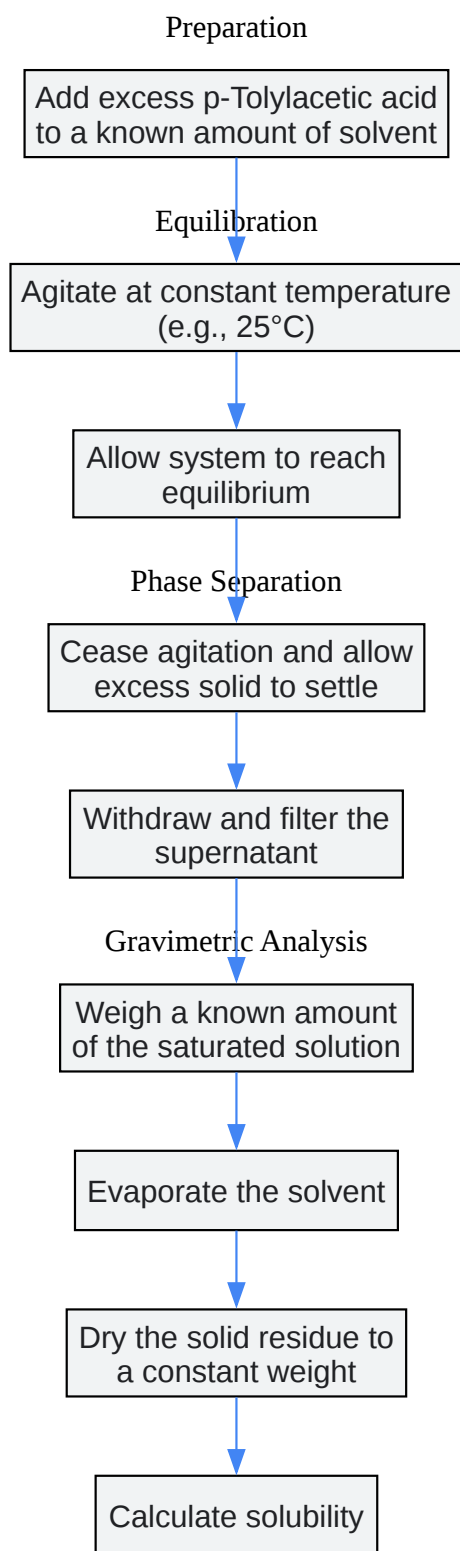 Preparation
Add excess p-Tolylacetic acid
to a known amount of solvent
Equilibration
Agitate at constant temperature
(e.g., 25°C)
Allow system to reach
equilibrium
Phase Separation
Cease agitation and allow
excess solid to settle
Withdraw and filter the
supernatant
Gravimetric Analysis
Weigh a known amount
of the saturated solution
Evaporate the solvent
Dry the solid residue to
a constant weight
Calculate solubility